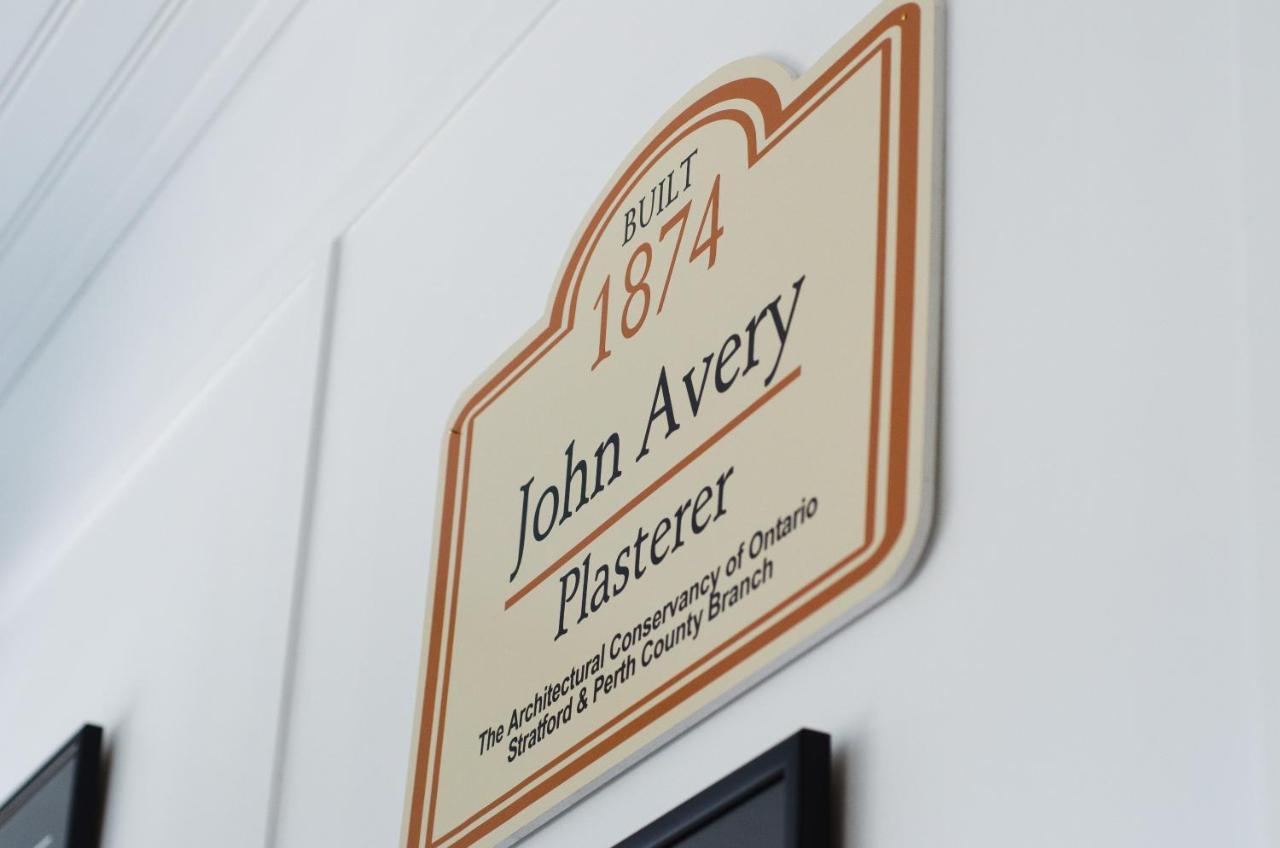 BUILT
1874
John Avery
Plasterer
The Architectural Conservancy of Ontario
Stratford & Perth County Branch